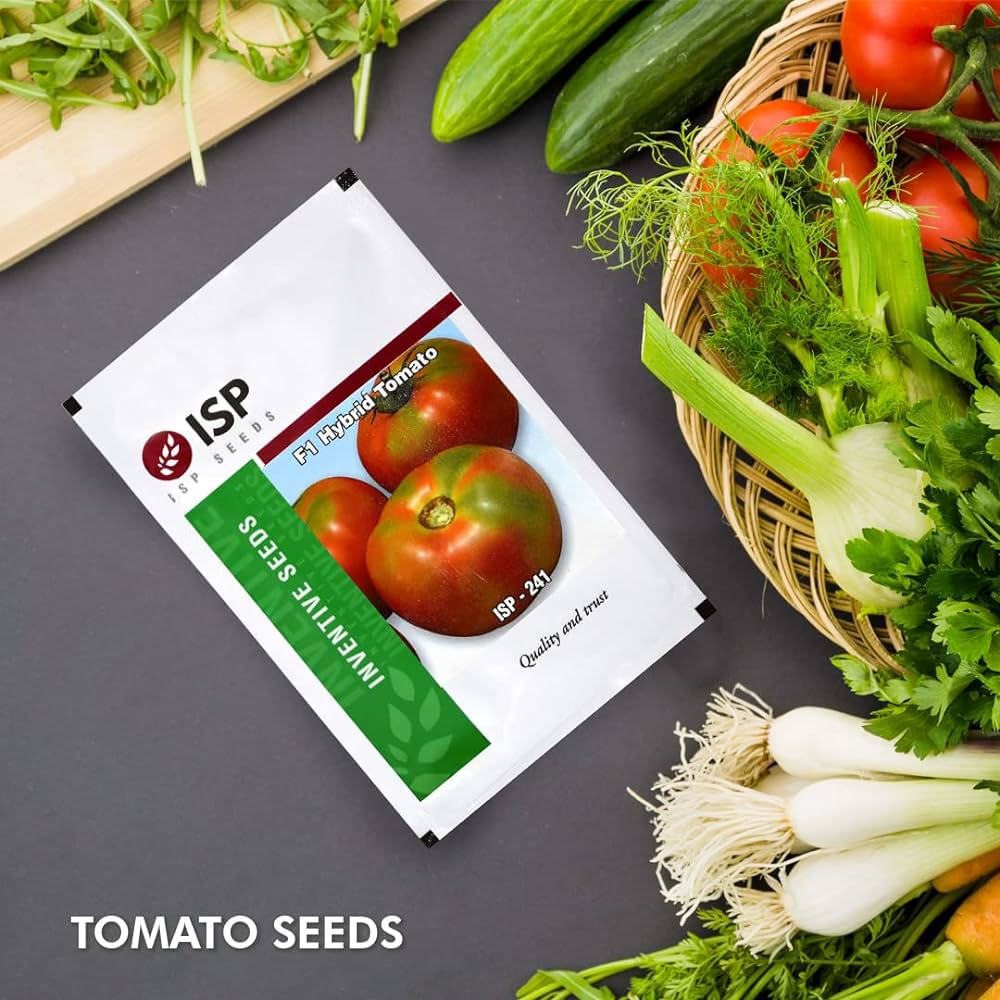 ISP
ISP SEEDS
F1 Hybrid Tomato
INVENTIVE SEEDS
ISP - 241
Quality and trust
TOMATO SEEDS